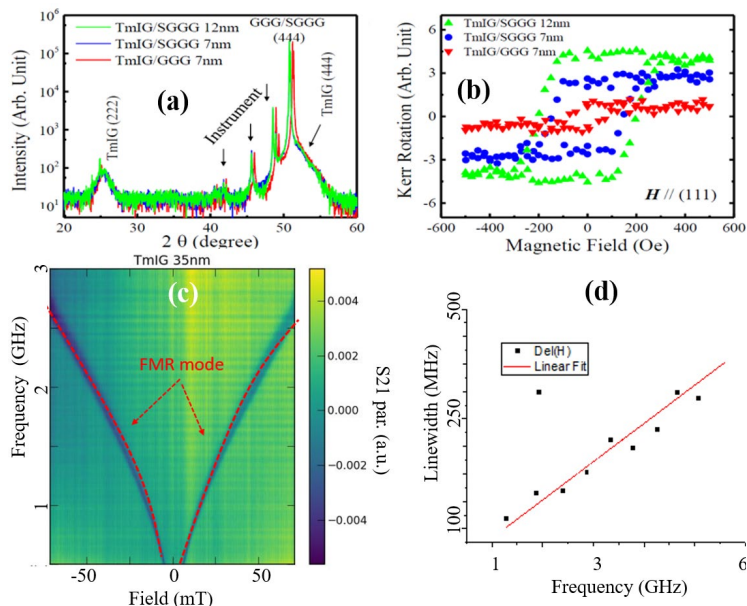 TmIG/SGGG 12nm
TmIG/SGGG 7nm
TmIG/GGG 7nm
GGG/SGGG
(444)
(a)
Instrument
TmIG (222)
TmIG (444)
Intensity (Arb. Unit)
10⁶
10⁵
10⁴
10³
10²
10¹
20 30 40 50 60
2 θ (degree)
TmIG/SGGG 12nm
TmIG/SGGG 7nm
TmIG/GGG 7nm
(b)
Kerr Rotation (Arb. Unit)
6
3
0
-3
-6
H // (111)
-600 -400 -200 0 200 400 600
Magnetic Field (Oe)
TmIG 35nm
(c)
FMR mode
Frequency (GHz)
3
2
1
-50 0 50
Field (mT)
0.004
0.002
0.000
−0.002
−0.004
S21 par. (a.u.)
(d)
Del(H)
Linear Fit
Linewidth (MHz)
500
250
100
1 3 6
Frequency (GHz)